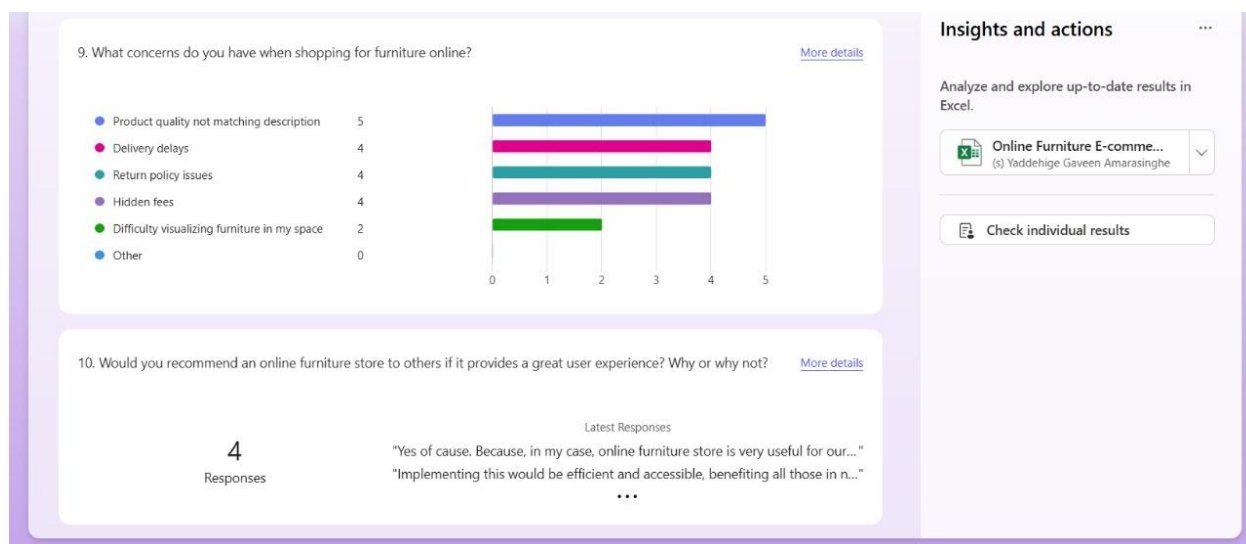 9. What concerns do you have when shopping for furniture online?
More details
Product quality not matching description 5
Delivery delays 4
Return policy issues 4
Hidden fees 4
Difficulty visualizing furniture in my space 2
Other 0
0 1 2 3 4 5
10. Would you recommend an online furniture store to others if it provides a great user experience? Why or why not?
More details
4
Responses
Latest Responses
"Yes of cause. Because, in my case, online furniture store is very useful for our..."
"Implementing this would be efficient and accessible, benefiting all those in n..."
...
Insights and actions
...
Analyze and explore up-to-date results in
Excel.
Online Furniture E-comme...
(s) Yaddehige Gaveen Amarasinghe
Check individual results